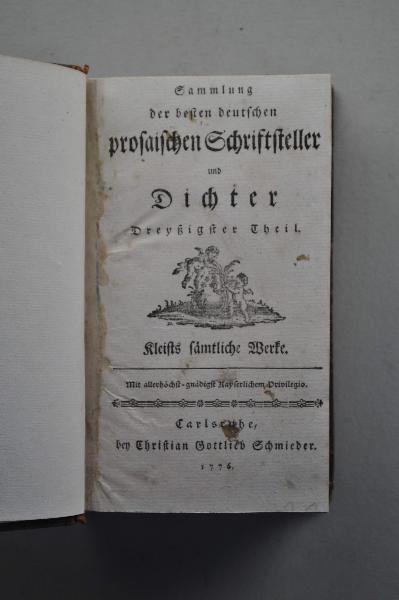 Sammlung
der besten deutschen
prosaischen Schriftsteller
und
Dichter
Dreyßigster Theil.
Kleists sämtliche Werke.
Mit allerhöchst-gnädigst Kayserlichem Privilegio.
Carlsruhe,
bey Christian Gottlieb Schmieder.
1776.